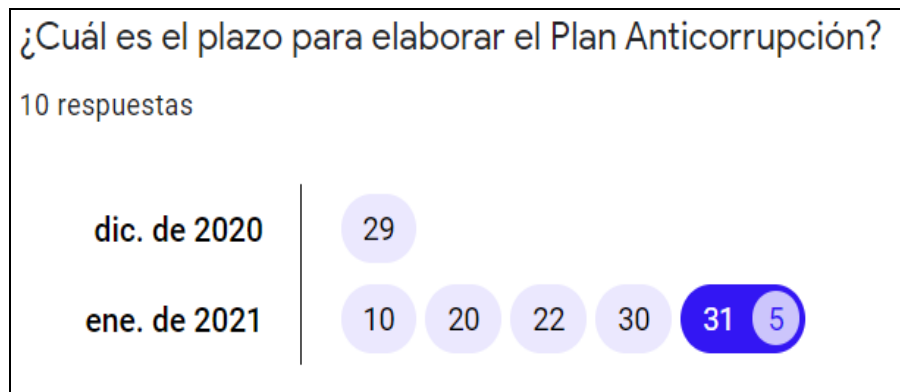 ¿Cuál es el plazo para elaborar el Plan Anticorrupción?
10 respuestas
dic. de 2020 29
ene. de 2021 10 20 22 30 31 5